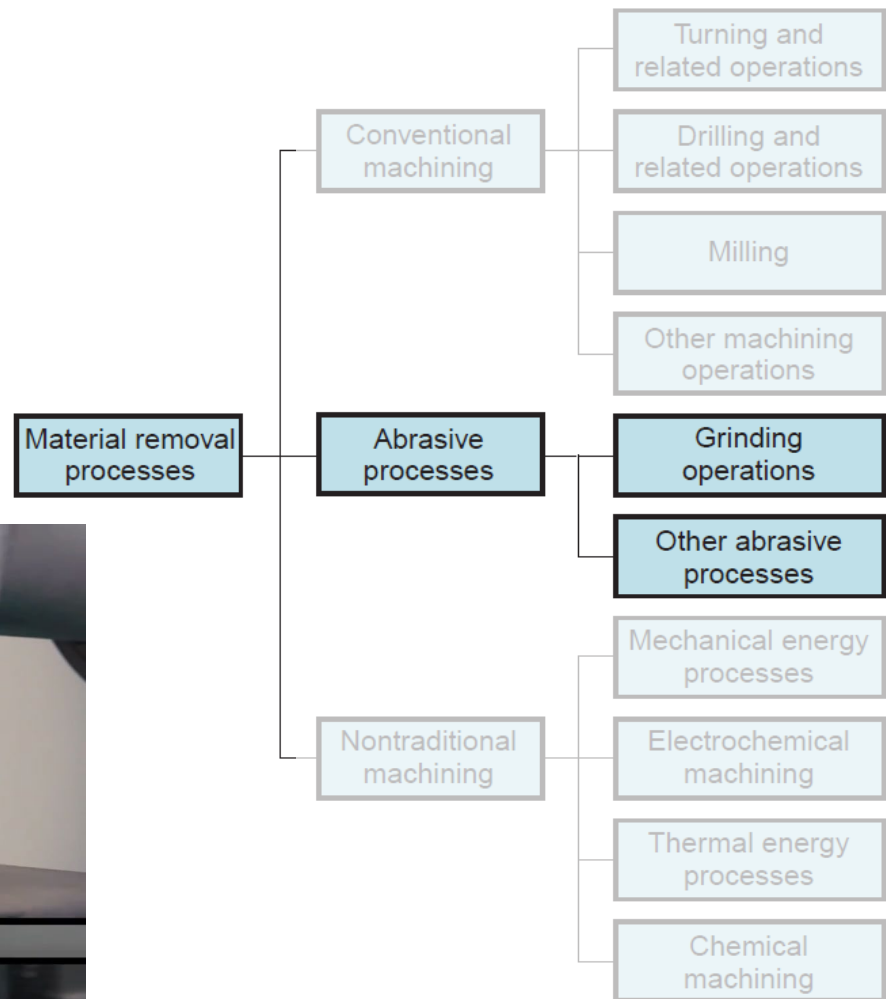 Turning and
related operations
Conventional
machining
Drilling and
related operations
Milling
Other machining
operations
Material removal
processes
Abrasive
processes
Grinding
operations
Other abrasive
processes
Mechanical energy
processes
Nontraditional
machining
Electrochemical
machining
Thermal energy
processes
Chemical
machining